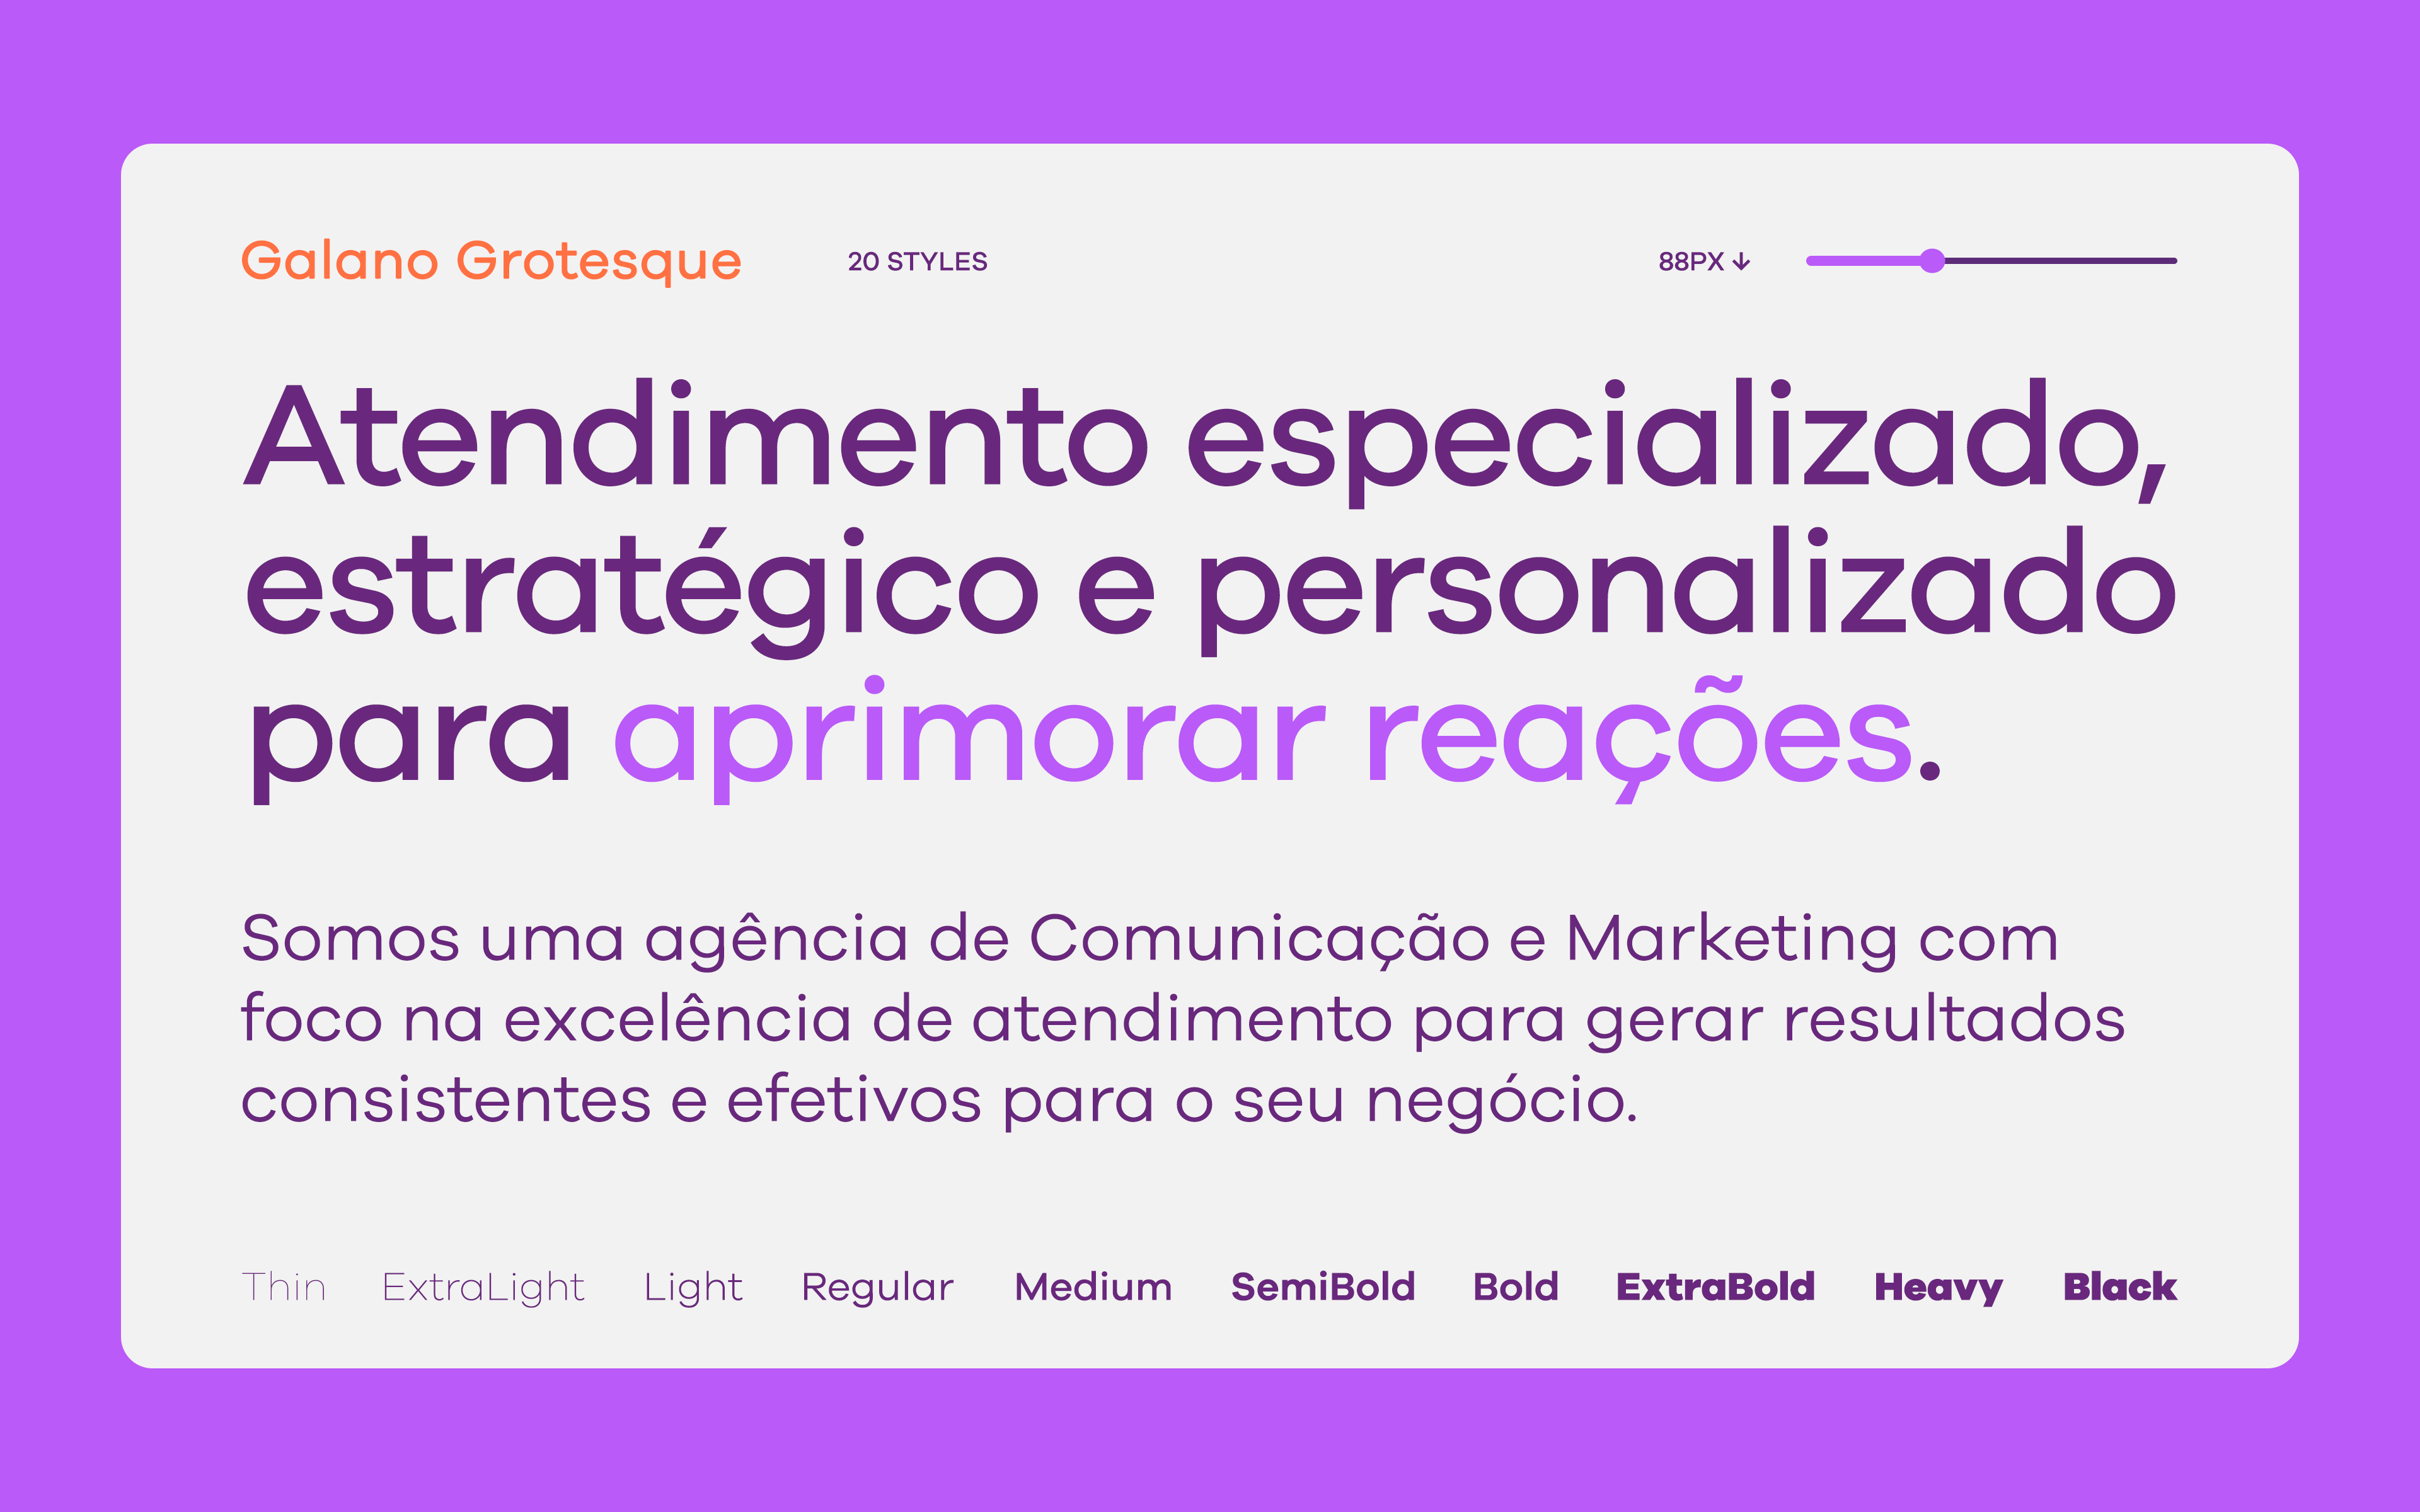 Galano Grotesque 20 STYLES 88PX ↓
Atendimento especializado,
estratégico e personalizado
para aprimorar reações.
Somos uma agência de Comunicação e Marketing com
foco na excelência de atendimento para gerar resultados
consistentes e efetivos para o seu negócio.
Thin ExtraLight Light Regular Medium SemiBold Bold ExtraBold Heavy Black